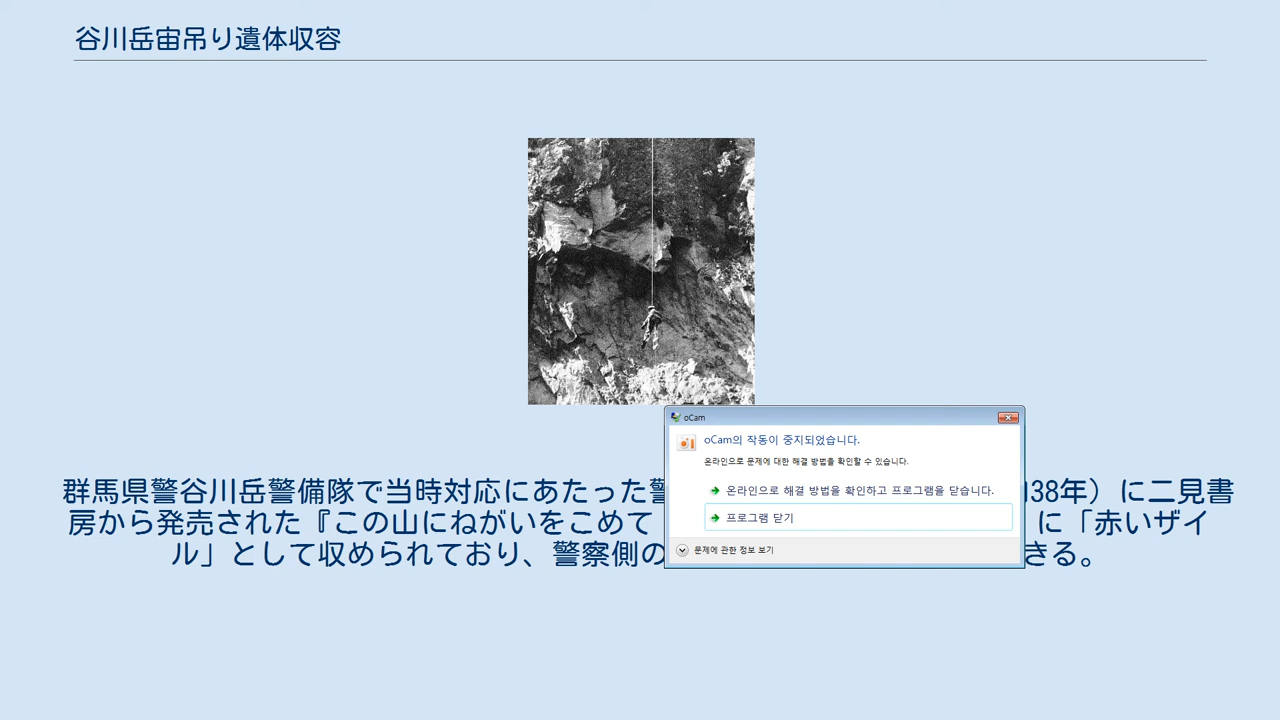 谷川岳宙吊り遺体収容
oCam
oCam의 작동이 중지되었습니다.
온라인으로 문제에 대한 해결 방법을 확인할 수 있습니다.
온라인으로 해결 방법을 확인하고 프로그램을 닫습니다.
프로그램 닫기
문제에 관한 정보 보기
群馬県警谷川岳警備隊で当時対応にあたった 38年）に二見書
房から発売された『この山にねがいをこめて に「赤いザイ
ル」として収められており、警察側の きる。